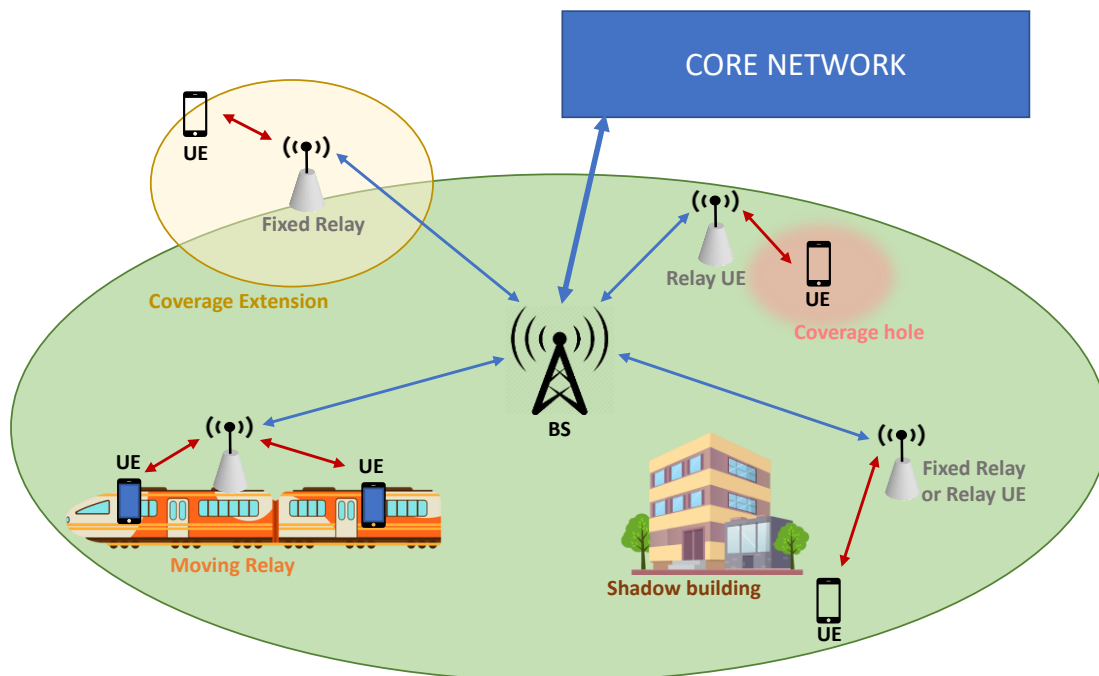 CORE NETWORK
UE
Fixed Relay
Coverage Extension
Relay UE
UE
Coverage hole
BS
UE
UE
Moving Relay
Fixed Relay
or Relay UE
Shadow building
UE